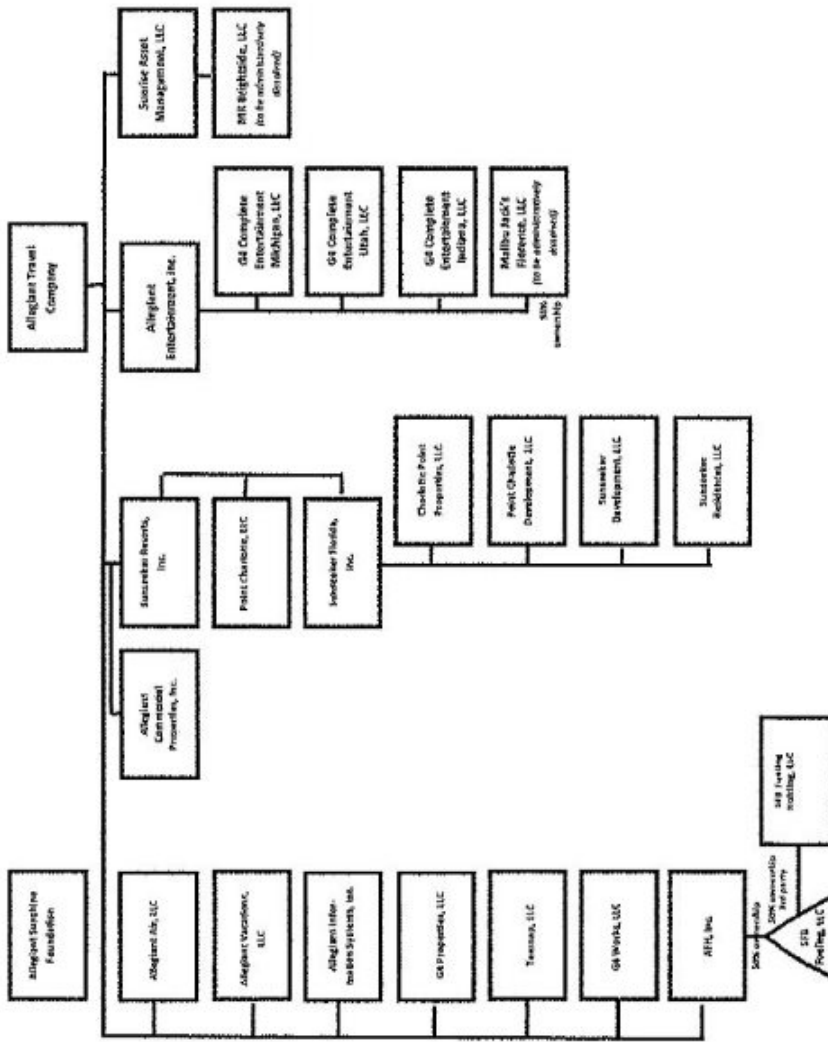 Allegiant Travel
Company
Allegiant Sunshine
Foundation
Allegiant Air, LLC
Allegiant Vacations,
LLC
Allegiant Infor-
mation Systems, Inc.
G4 Properties, LLC
Teesnap, LLC
G4 Works, LLC
AFH, Inc.
50% ownership
50% ownership
3rd party
SFB
Fueling, LLC
SFB Fueling
Holding, LLC
Allegiant
Commercial
Properties, Inc.
Sunseeker Resorts,
Inc.
Point Charlotte, LLC
Sunseeker Florida,
Inc.
Charlotte Point
Properties, LLC
Point Charlotte
Development, LLC
Sunseeker
Development, LLC
Sunseeker
Residences, LLC
Allegiant
Entertainment, Inc.
G4 Complete
Entertainment
Michigan, LLC
G4 Complete
Entertainment
Utah, LLC
G4 Complete
Entertainment
Indiana, LLC
Malibu Jack's
Florence, LLC
(to be administratively
dissolved)
ownership
Sunrise Asset
Management, LLC
MR Brightside, LLC
(to be administratively
dissolved)